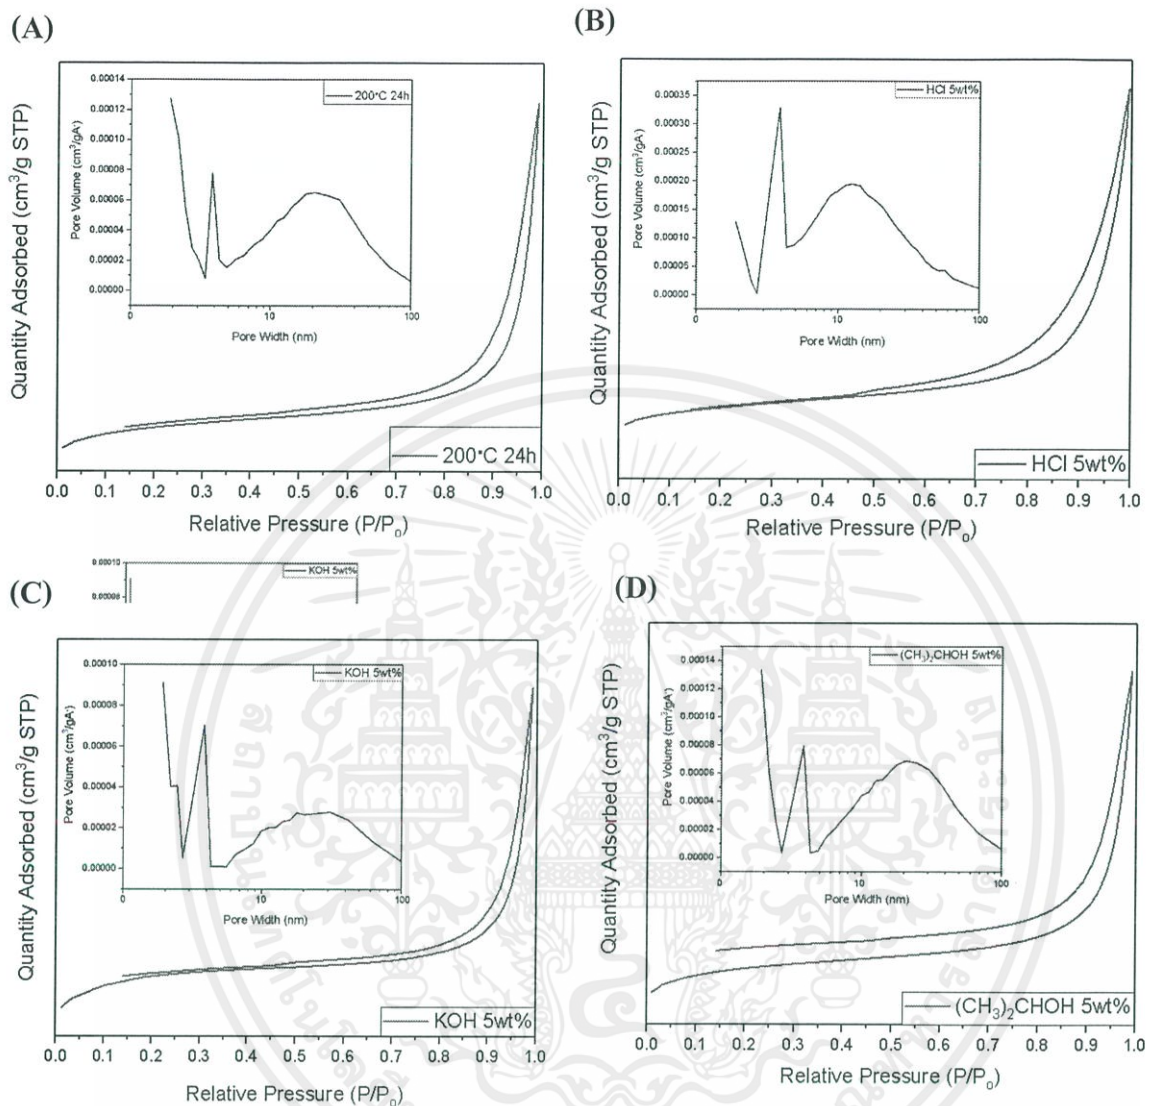 (A)
Quantity Adsorbed (cm³/g STP)
Pore Volume (cm³/gA)
0.00014
0.00012
0.00010
0.00008
0.00006
0.00004
0.00002
0.00000
200°C 24h
0 10 100
Pore Width (nm)
200°C 24h
0.0 0.1 0.2 0.3 0.4 0.5 0.6 0.7 0.8 0.9 1.0
Relative Pressure (P/P₀)
(B)
Quantity Adsorbed (cm³/g STP)
Pore Volume (cm³/gA)
0.00035
0.00030
0.00025
0.00020
0.00015
0.00010
0.00005
0.00000
HCl 5wt%
0 10 100
Pore Width (nm)
HCl 5wt%
0.0 0.1 0.2 0.3 0.4 0.5 0.6 0.7 0.8 0.9 1.0
Relative Pressure (P/P₀)
(C)
0.00010
0.00008
KOH 5wt%
Quantity Adsorbed (cm³/g STP)
Pore Volume (cm³/gA)
0.00010
0.00008
0.00006
0.00004
0.00002
0.00000
KOH 5wt%
0 10 100
Pore Width (nm)
KOH 5wt%
0.0 0.1 0.2 0.3 0.4 0.5 0.6 0.7 0.8 0.9 1.0
Relative Pressure (P/P₀)
(D)
Quantity Adsorbed (cm³/g STP)
Pore Volume (cm³/gA)
0.00014
0.00012
0.00010
0.00008
0.00006
0.00004
0.00002
0.00000
(CH₃)₂CHOH 5wt%
0 10 100
Pore Width (nm)
(CH₃)₂CHOH 5wt%
0.0 0.1 0.2 0.3 0.4 0.5 0.6 0.7 0.8 0.9 1.0
Relative Pressure (P/P₀)